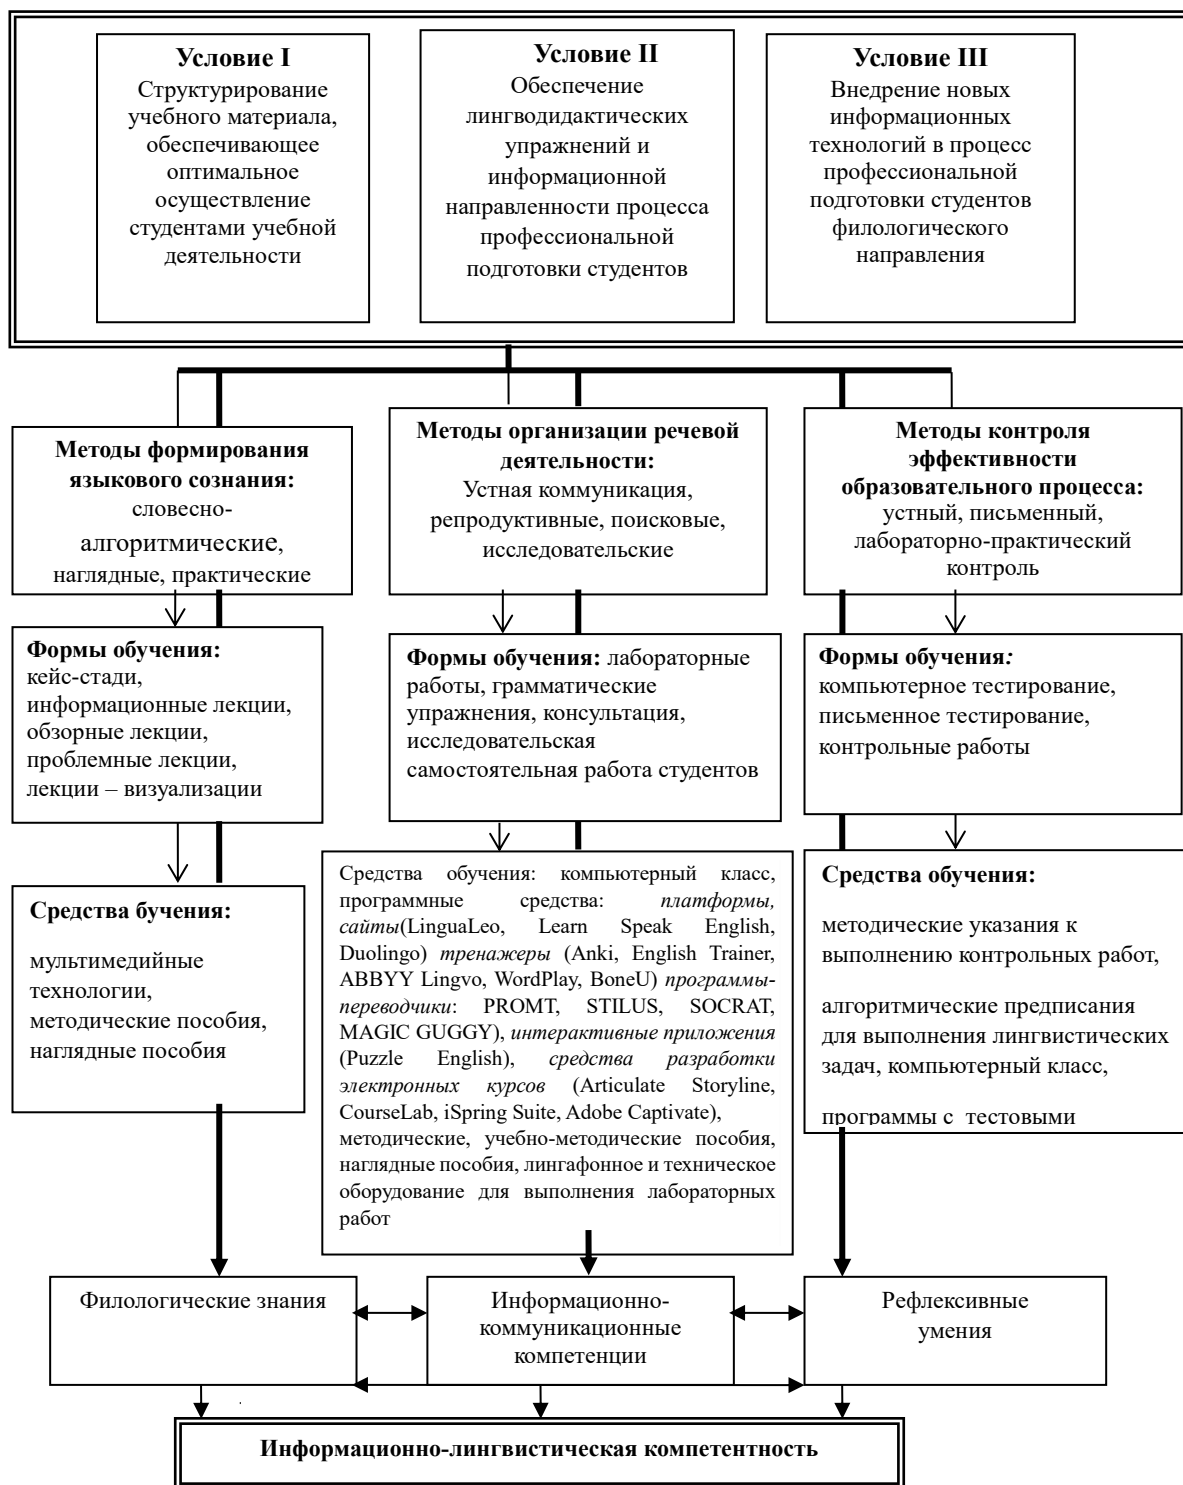 Условие I
Структурирование
учебного материала,
обеспечивающее
оптимальное
осуществление
студентами учебной
деятельности
Условие II
Обеспечение
лингводидактических
упражнений и
информационной
направленности процесса
профессиональной
подготовки студентов
Условие III
Внедрение новых
информационных
технологий в процесс
профессиональной
подготовки студентов
филологического
направления
Методы формирования
языкового сознания:
словесно-
алгоритмические,
наглядные, практические
Методы организации речевой
деятельности:
Устная коммуникация,
репродуктивные, поисковые,
исследовательские
Методы контроля
эффективности
образовательного процесса:
устный, письменный,
лабораторно-практический
контроль
Формы обучения:
кейс-стади,
информационные лекции,
обзорные лекции,
проблемные лекции,
лекции – визуализации
Формы обучения: лабораторные
работы, грамматические
упражнения, консультация,
исследовательская
самостоятельная работа студентов
Формы обучения:
компьютерное тестирование,
письменное тестирование,
контрольные работы
Средства бучения:
мультимедийные
технологии,
методические пособия,
наглядные пособия
Средства обучения: компьютерный класс,
программные средства: платформы,
сайты(LinguaLeo, Learn Speak English,
Duolingo) тренажеры (Anki, English Trainer,
ABBYY Lingvo, WordPlay, BoneU) программы-
переводчики: PROMT, STILUS, SOCRAT,
MAGIC GUGGY), интерактивные приложения
(Puzzle English), средства разработки
электронных курсов (Articulate Storyline,
CourseLab, iSpring Suite, Adobe Captivate),
методические, учебно-методические пособия,
наглядные пособия, лингафонное и техническое
оборудование для выполнения лабораторных
работ
Средства обучения:
методические указания к
выполнению контрольных работ,
алгоритмические предписания
для выполнения лингвистических
задач, компьютерный класс,
программы с тестовыми
Филологические знания
Информационно-
коммуникационные
компетенции
Рефлексивные
умения
Информационно-лингвистическая компетентность